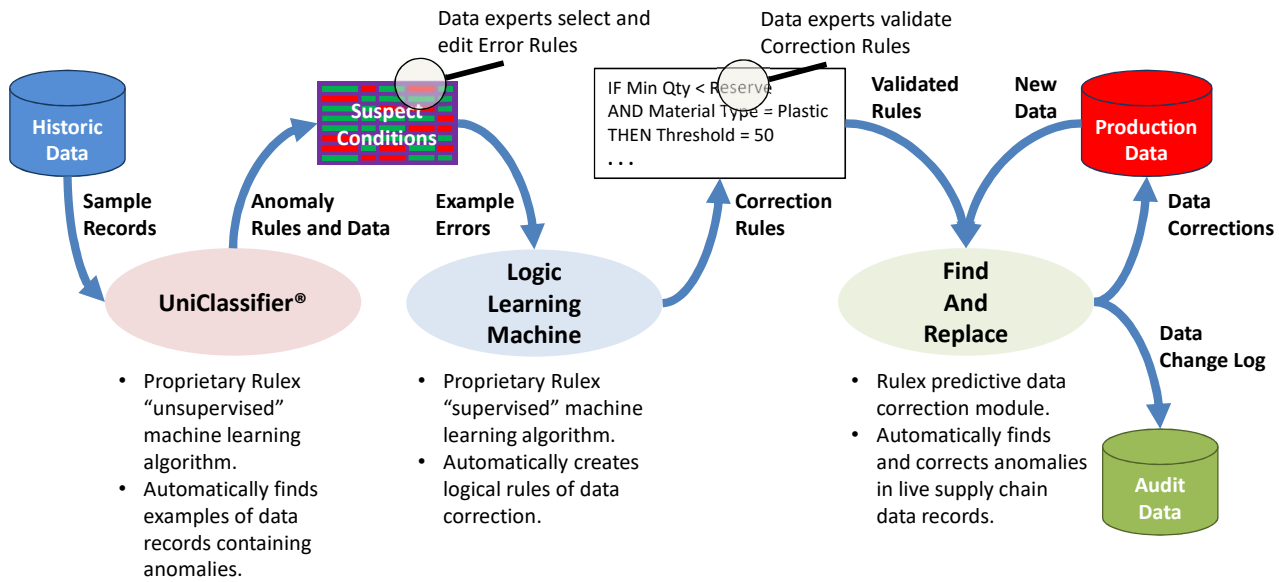 Data experts select and
edit Error Rules
Data experts validate
Correction Rules
Historic
Data
Suspect
Conditions
IF Min Qty < Reserve
AND Material Type = Plastic
THEN Threshold = 50
. . .
Validated
Rules
New
Data
Production
Data
Sample
Records
Anomaly
Rules and Data
Example
Errors
Correction
Rules
Data
Corrections
UniClassifier®
Logic
Learning
Machine
Find
And
Replace
Data
Change Log
• Proprietary Rulex
“unsupervised”
machine learning
algorithm.
• Automatically finds
examples of data
records containing
anomalies.
• Proprietary Rulex
“supervised” machine
learning algorithm.
• Automatically creates
logical rules of data
correction.
• Rulex predictive data
correction module.
• Automatically finds
and corrects anomalies
in live supply chain
data records.
Audit
Data